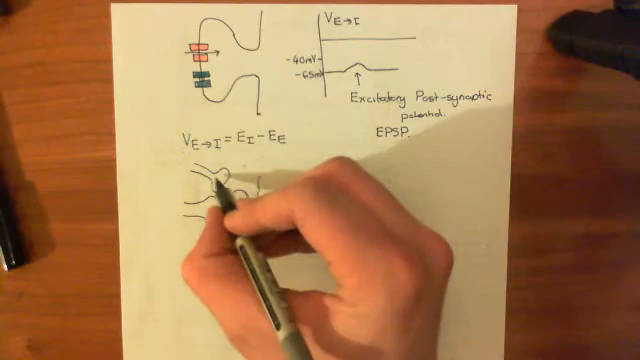 VE→I
-40mV
-65mV
Excitatory Post-synaptic
potential.
EPSP.
VE→I = EI - EE